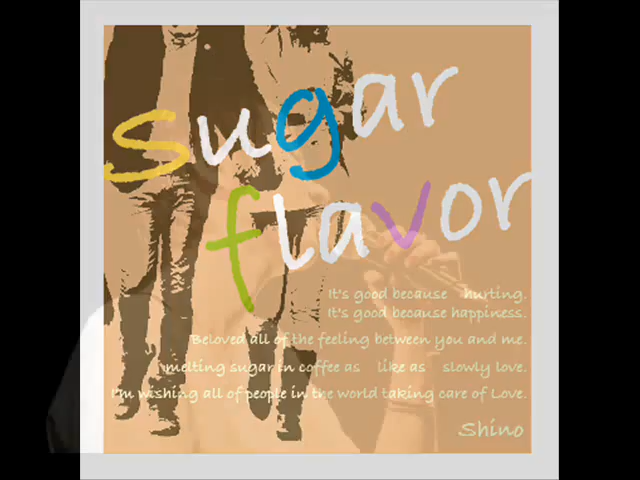 sugar
flavor
It's good because hurting.
It's good because happiness.
Beloved all of the feeling between you and me.
melting sugar in coffee as like as slowly love.
I'm wishing all of people in the world taking care of Love.
Shino